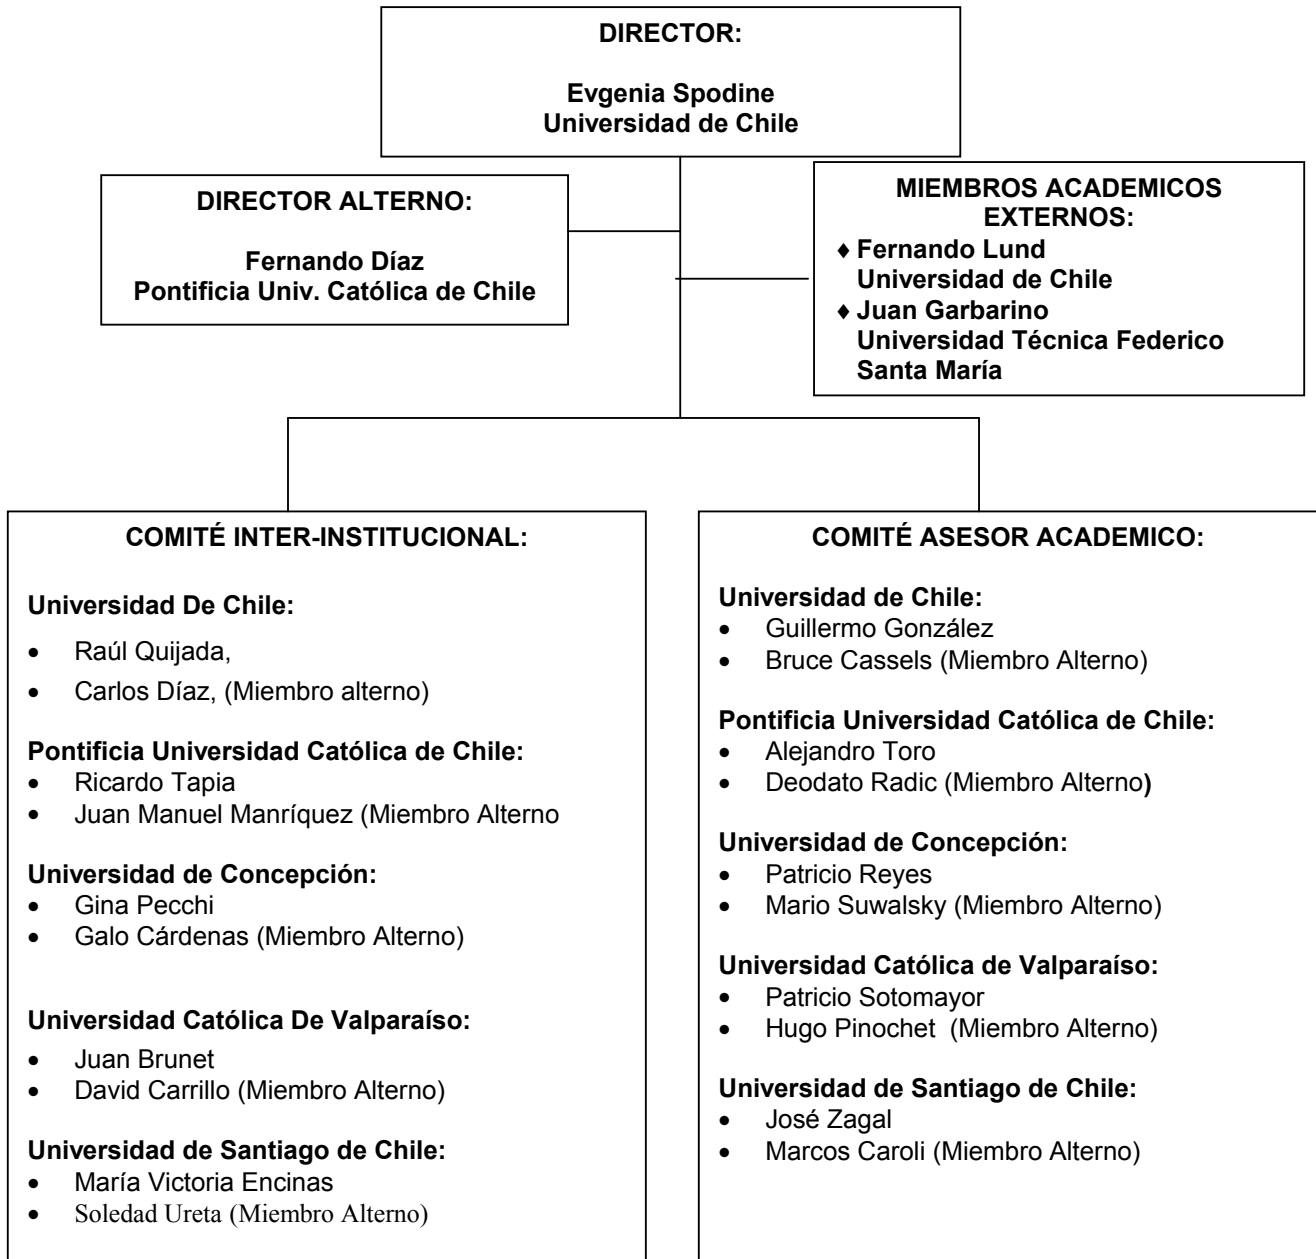 DIRECTOR:
Evgenia Spodine
Universidad de Chile
DIRECTOR ALTERNO:
Fernando Díaz
Pontificia Univ. Católica de Chile
MIEMBROS ACADEMICOS
EXTERNOS:
♦ Fernando Lund
Universidad de Chile
♦ Juan Garbarino
Universidad Técnica Federico
Santa María
COMITÉ INTER-INSTITUCIONAL:
Universidad De Chile:
• Raúl Quijada,
• Carlos Díaz, (Miembro alterno)
Pontificia Universidad Católica de Chile:
• Ricardo Tapia
• Juan Manuel Manríquez (Miembro Alterno
Universidad de Concepción:
• Gina Pecchi
• Galo Cárdenas (Miembro Alterno)
Universidad Católica De Valparaíso:
• Juan Brunet
• David Carrillo (Miembro Alterno)
Universidad de Santiago de Chile:
• María Victoria Encinas
• Soledad Ureta (Miembro Alterno)
COMITÉ ASESOR ACADEMICO:
Universidad de Chile:
• Guillermo González
• Bruce Cassels (Miembro Alterno)
Pontificia Universidad Católica de Chile:
• Alejandro Toro
• Deodato Radic (Miembro Alterno)
Universidad de Concepción:
• Patricio Reyes
• Mario Suwalsky (Miembro Alterno)
Universidad Católica de Valparaíso:
• Patricio Sotomayor
• Hugo Pinochet (Miembro Alterno)
Universidad de Santiago de Chile:
• José Zagal
• Marcos Caroli (Miembro Alterno)